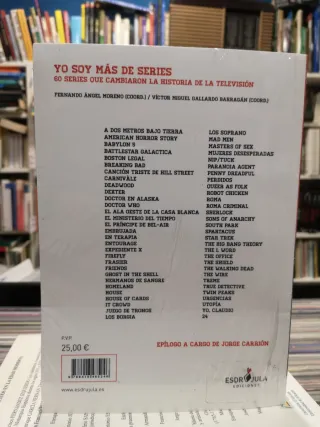 YO SOY MÁS DE SERIES
60 SERIES QUE CAMBIARON LA HISTORIA DE LA TELEVISIÓN
FERNANDO ÁNGEL MORENO (COORD.) / VÍCTOR MIGUEL GALLARDO BARRAGÁN (COORD.)
A DOS METROS BAJO TIERRA
AMERICAN HORROR STORY
BABYLON 5
BATTLESTAR GALACTICA
BOSTON LEGAL
BREAKING BAD
CANCIÓN TRISTE DE HILL STREET
CARNIVÀLE
DEADWOOD
DEXTER
DOCTOR EN ALASKA
DOCTOR WHO
EL ALA OESTE DE LA CASA BLANCA
EL MINISTERIO DEL TIEMPO
EL PRÍNCIPE DE BEL-AIR
EMBRUJADA
EN TERAPIA
ENTOURAGE
EXPEDIENTE X
FIREFLY
FRASIER
FRIENDS
GHOST IN THE SHELL
HERMANOS DE SANGRE
HOMELAND
HOUSE
HOUSE OF CARDS
IT CROWD
JUEGO DE TRONOS
LOS BORGIA
LOS SOPRANO
MAD MEN
MASTERS OF SEX
MUJERES DESESPERADAS
NIP/TUCK
PARANOIA AGENT
PENNY DREADFUL
PERDIDOS
QUEER AS FOLK
ROBOT CHICKEN
ROMA
ROMA CRIMINAL
SHERLOCK
SONS OF ANARCHY
SOUTH PARK
SPARTACUS
STAR TREK
THE BIG BANG THEORY
THE L WORD
THE OFFICE
THE SHIELD
THE WALKING DEAD
THE WIRE
TREME
TRUE DETECTIVE
TWIN PEAKS
URGENCIAS
UTOPÍA
YO, CLAUDIO
24
EPÍLOGO A CARGO DE JORGE CARRIÓN
P.V.P.
25,00 €
www.esdrujula.es
ESDRÚJULA
EDICIONES